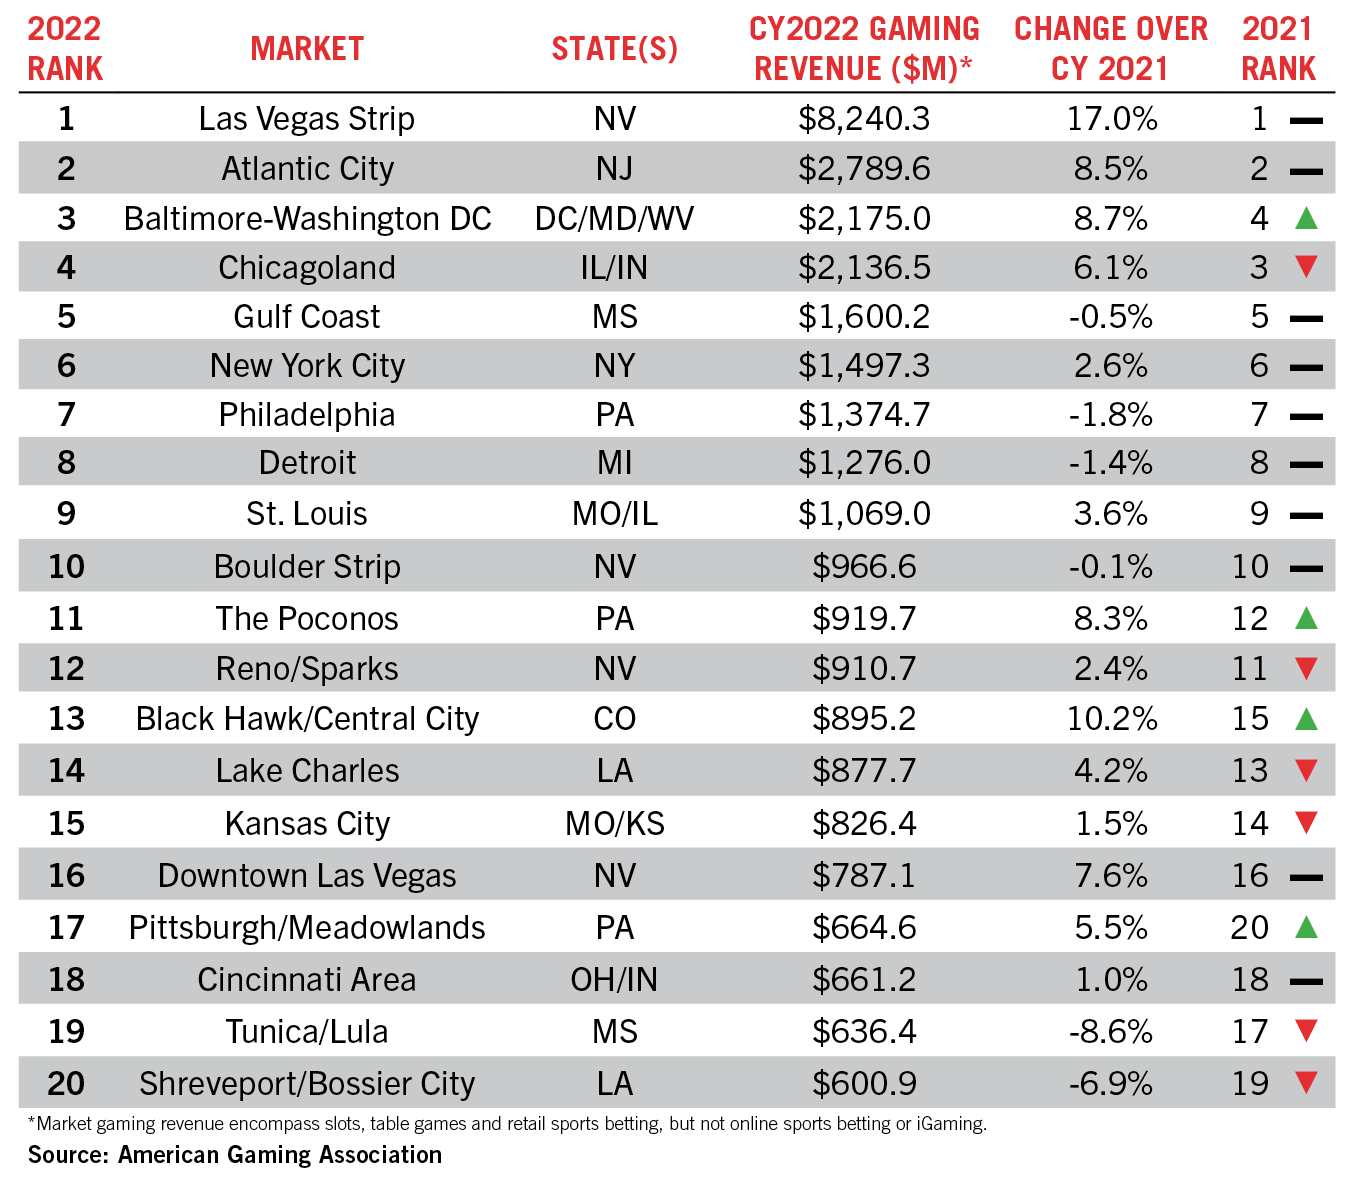 2022 RANK MARKET STATE(S) CY2022 GAMING REVENUE ($M)* CHANGE OVER CY 2021 2021 RANK
1 Las Vegas Strip NV $8,240.3 17.0% 1
2 Atlantic City NJ $2,789.6 8.5% 2
3 Baltimore-Washington DC DC/MD/WV $2,175.0 8.7% 4
4 Chicagoland IL/IN $2,136.5 6.1% 3
5 Gulf Coast MS $1,600.2 -0.5% 5
6 New York City NY $1,497.3 2.6% 6
7 Philadelphia PA $1,374.7 -1.8% 7
8 Detroit MI $1,276.0 -1.4% 8
9 St. Louis MO/IL $1,069.0 3.6% 9
10 Boulder Strip NV $966.6 -0.1% 10
11 The Poconos PA $919.7 8.3% 12
12 Reno/Sparks NV $910.7 2.4% 11
13 Black Hawk/Central City CO $895.2 10.2% 15
14 Lake Charles LA $877.7 4.2% 13
15 Kansas City MO/KS $826.4 1.5% 14
16 Downtown Las Vegas NV $787.1 7.6% 16
17 Pittsburgh/Meadowlands PA $664.6 5.5% 20
18 Cincinnati Area OH/IN $661.2 1.0% 18
19 Tunica/Lula MS $636.4 -8.6% 17
20 Shreveport/Bossier City LA $600.9 -6.9% 19
*Market gaming revenue encompass slots, table games and retail sports betting, but not online sports betting or iGaming.
Source: American Gaming Association